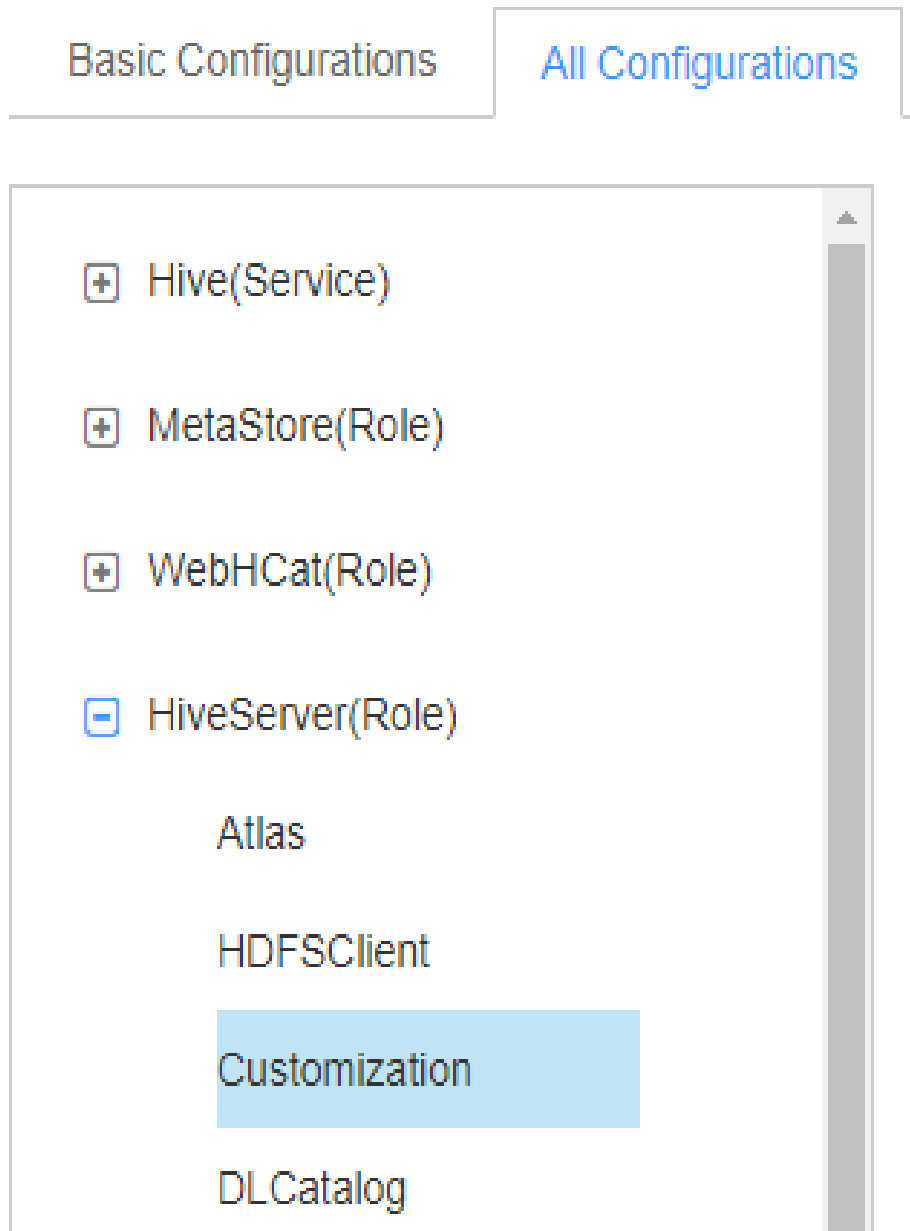 Basic Configurations
All Configurations
Hive(Service)
MetaStore(Role)
WebHCat(Role)
HiveServer(Role)
Atlas
HDFSClient
Customization
DLCatalog